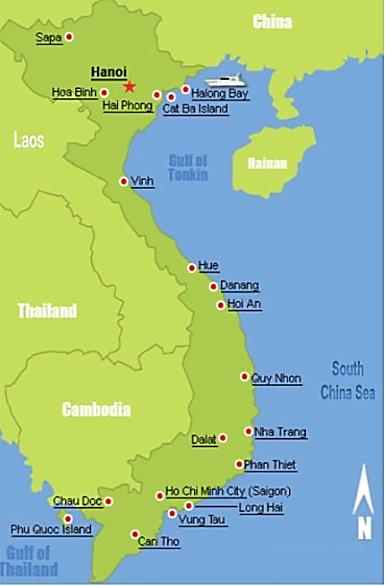 China
Sapa
Hanoi
Hoa Binh
Hai Phong
Halong Bay
Cat Ba Island
Laos
Gulf of
Tonkin
Hainan
Vinh
Hue
Danang
Hoi An
Thailand
South
China Sea
Quy Nhon
Cambodia
Dalat
Nha Trang
Phan Thiet
Ho Chi Minh City (Saigon)
Chau Doc
Long Hai
Vung Tau
Phu Quoc Island
Can Tho
Gulf of
Thailand
N